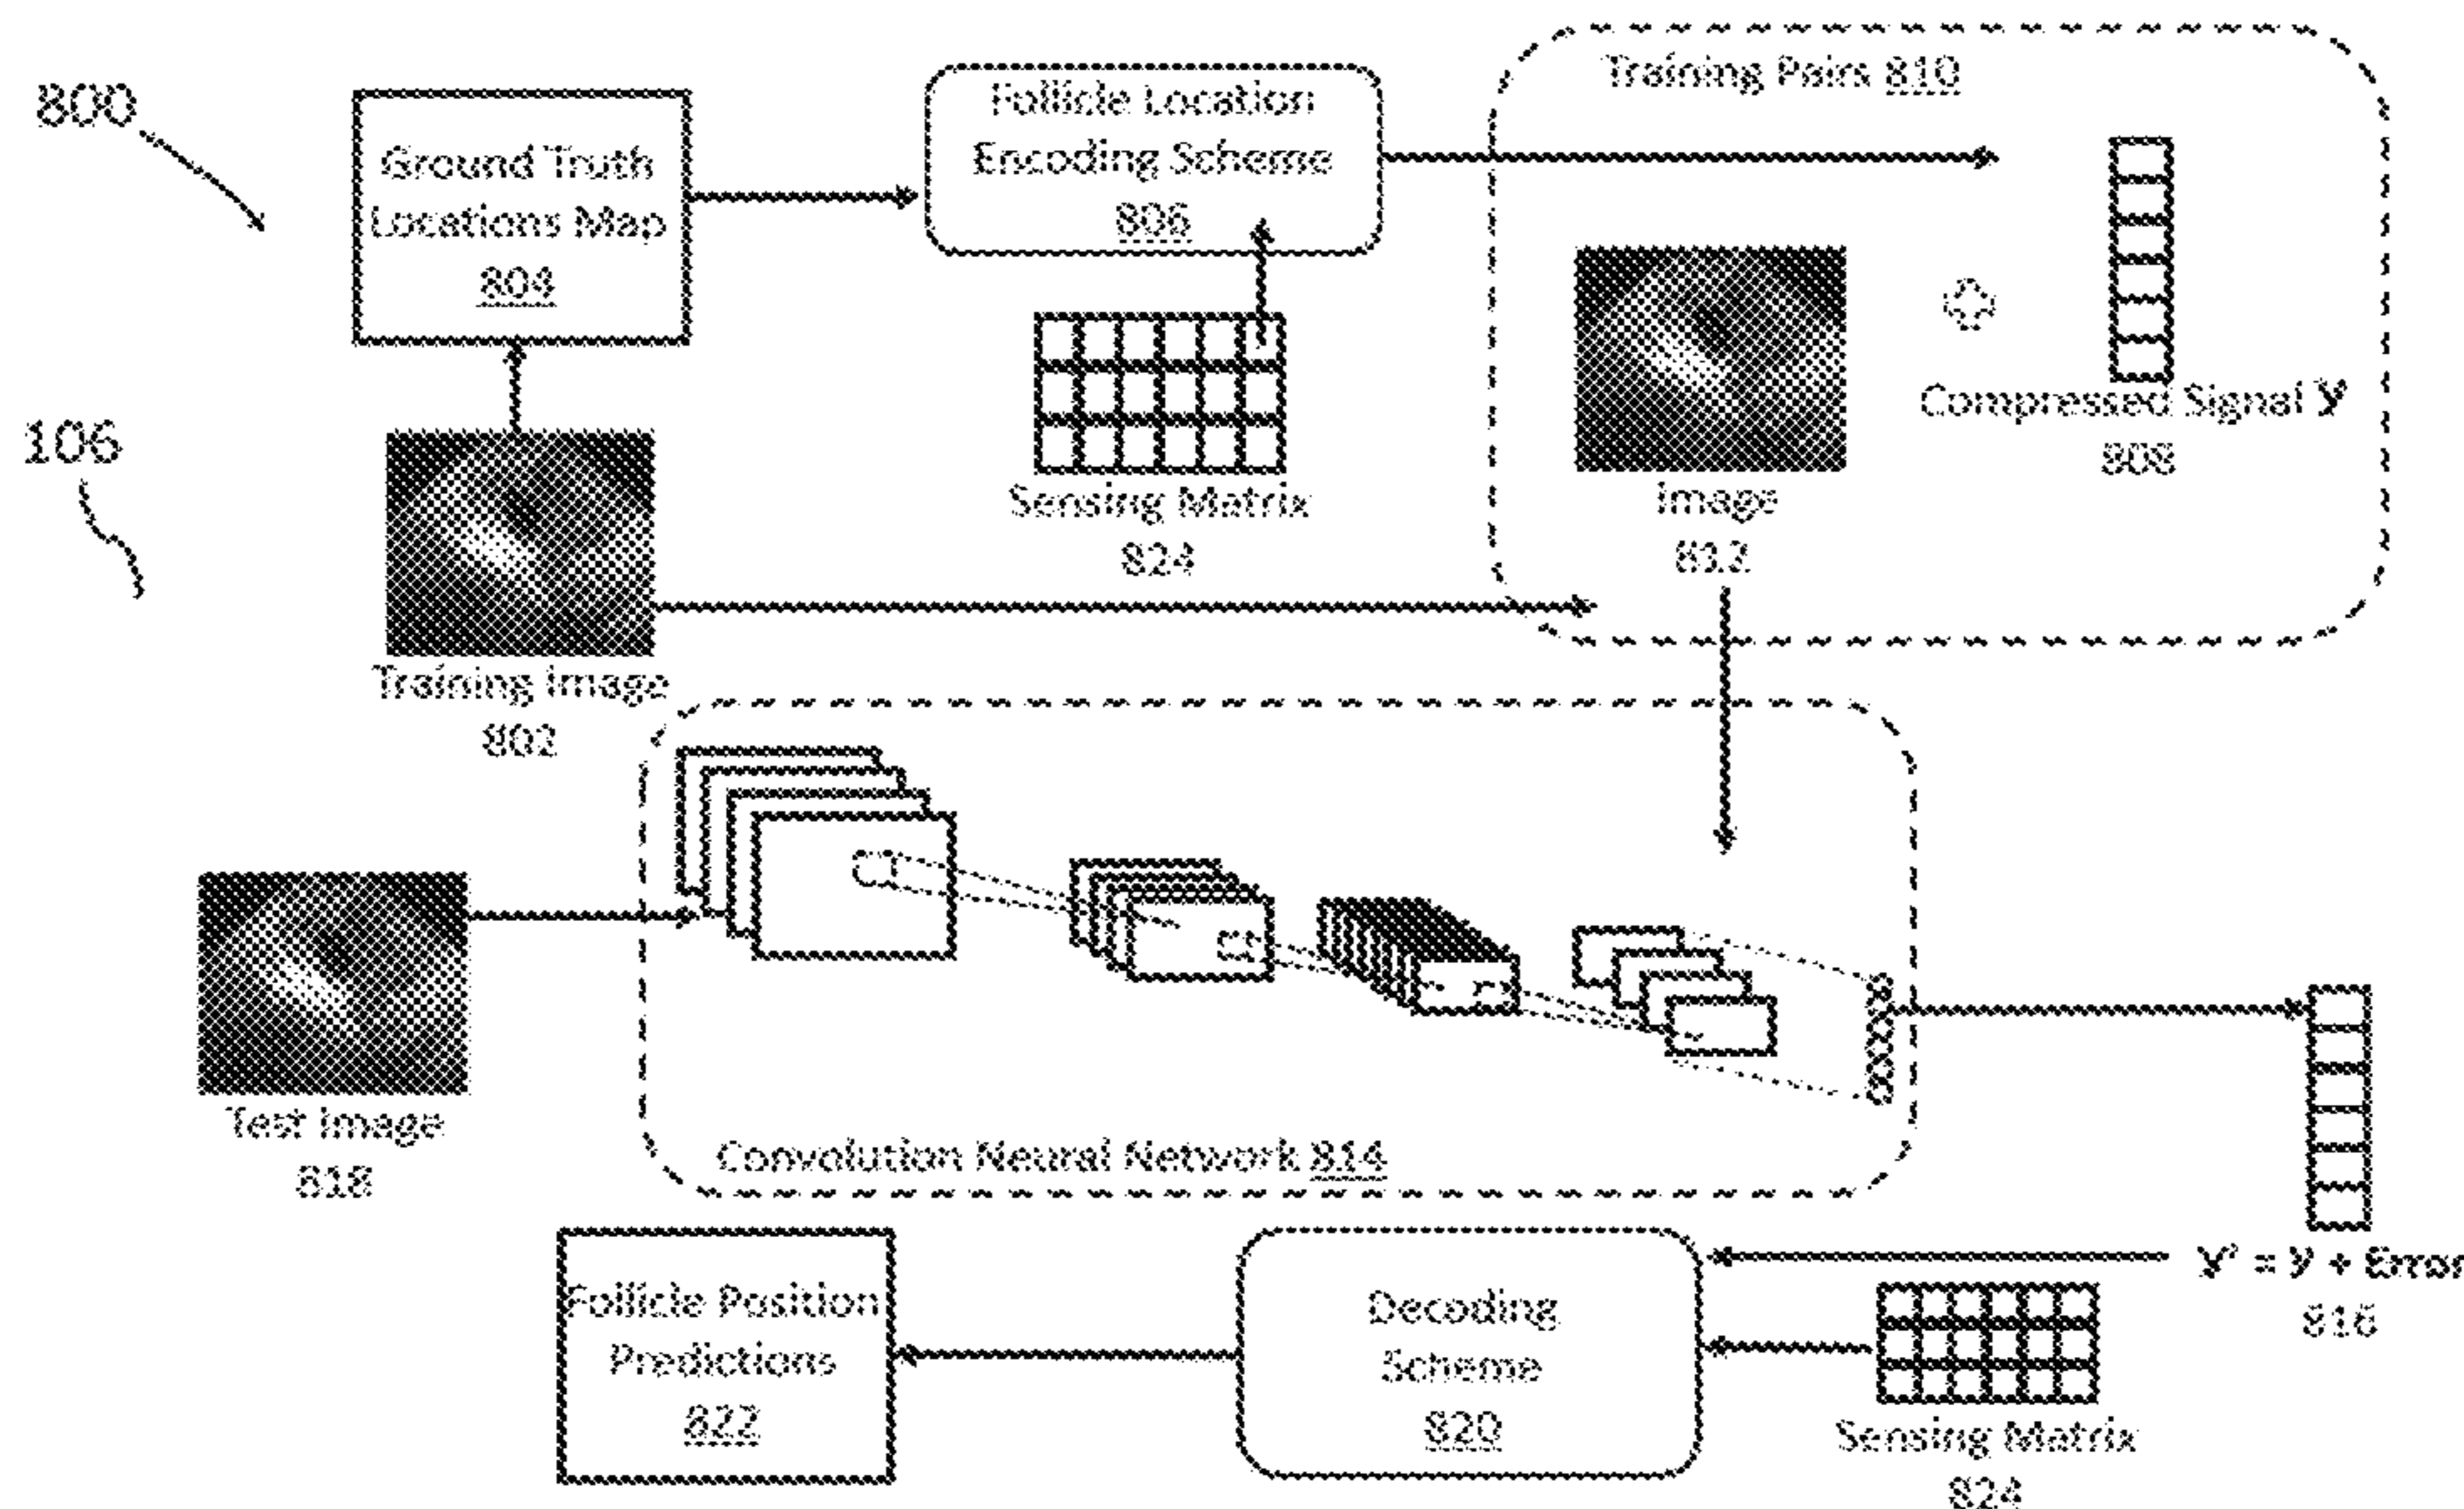 800
Ground Truth
Locations Map
804
Follicle Location
Encoding Scheme
806
Training Pairs 810
Compressed Signal y
808
Sensing Matrix
824
Image
812
106
Training Image
802
Test Image
818
Convolution Neural Network 814
y' = y + Error
816
Follicle Position
Predictions
822
Decoding
Scheme
820
Sensing Matrix
824